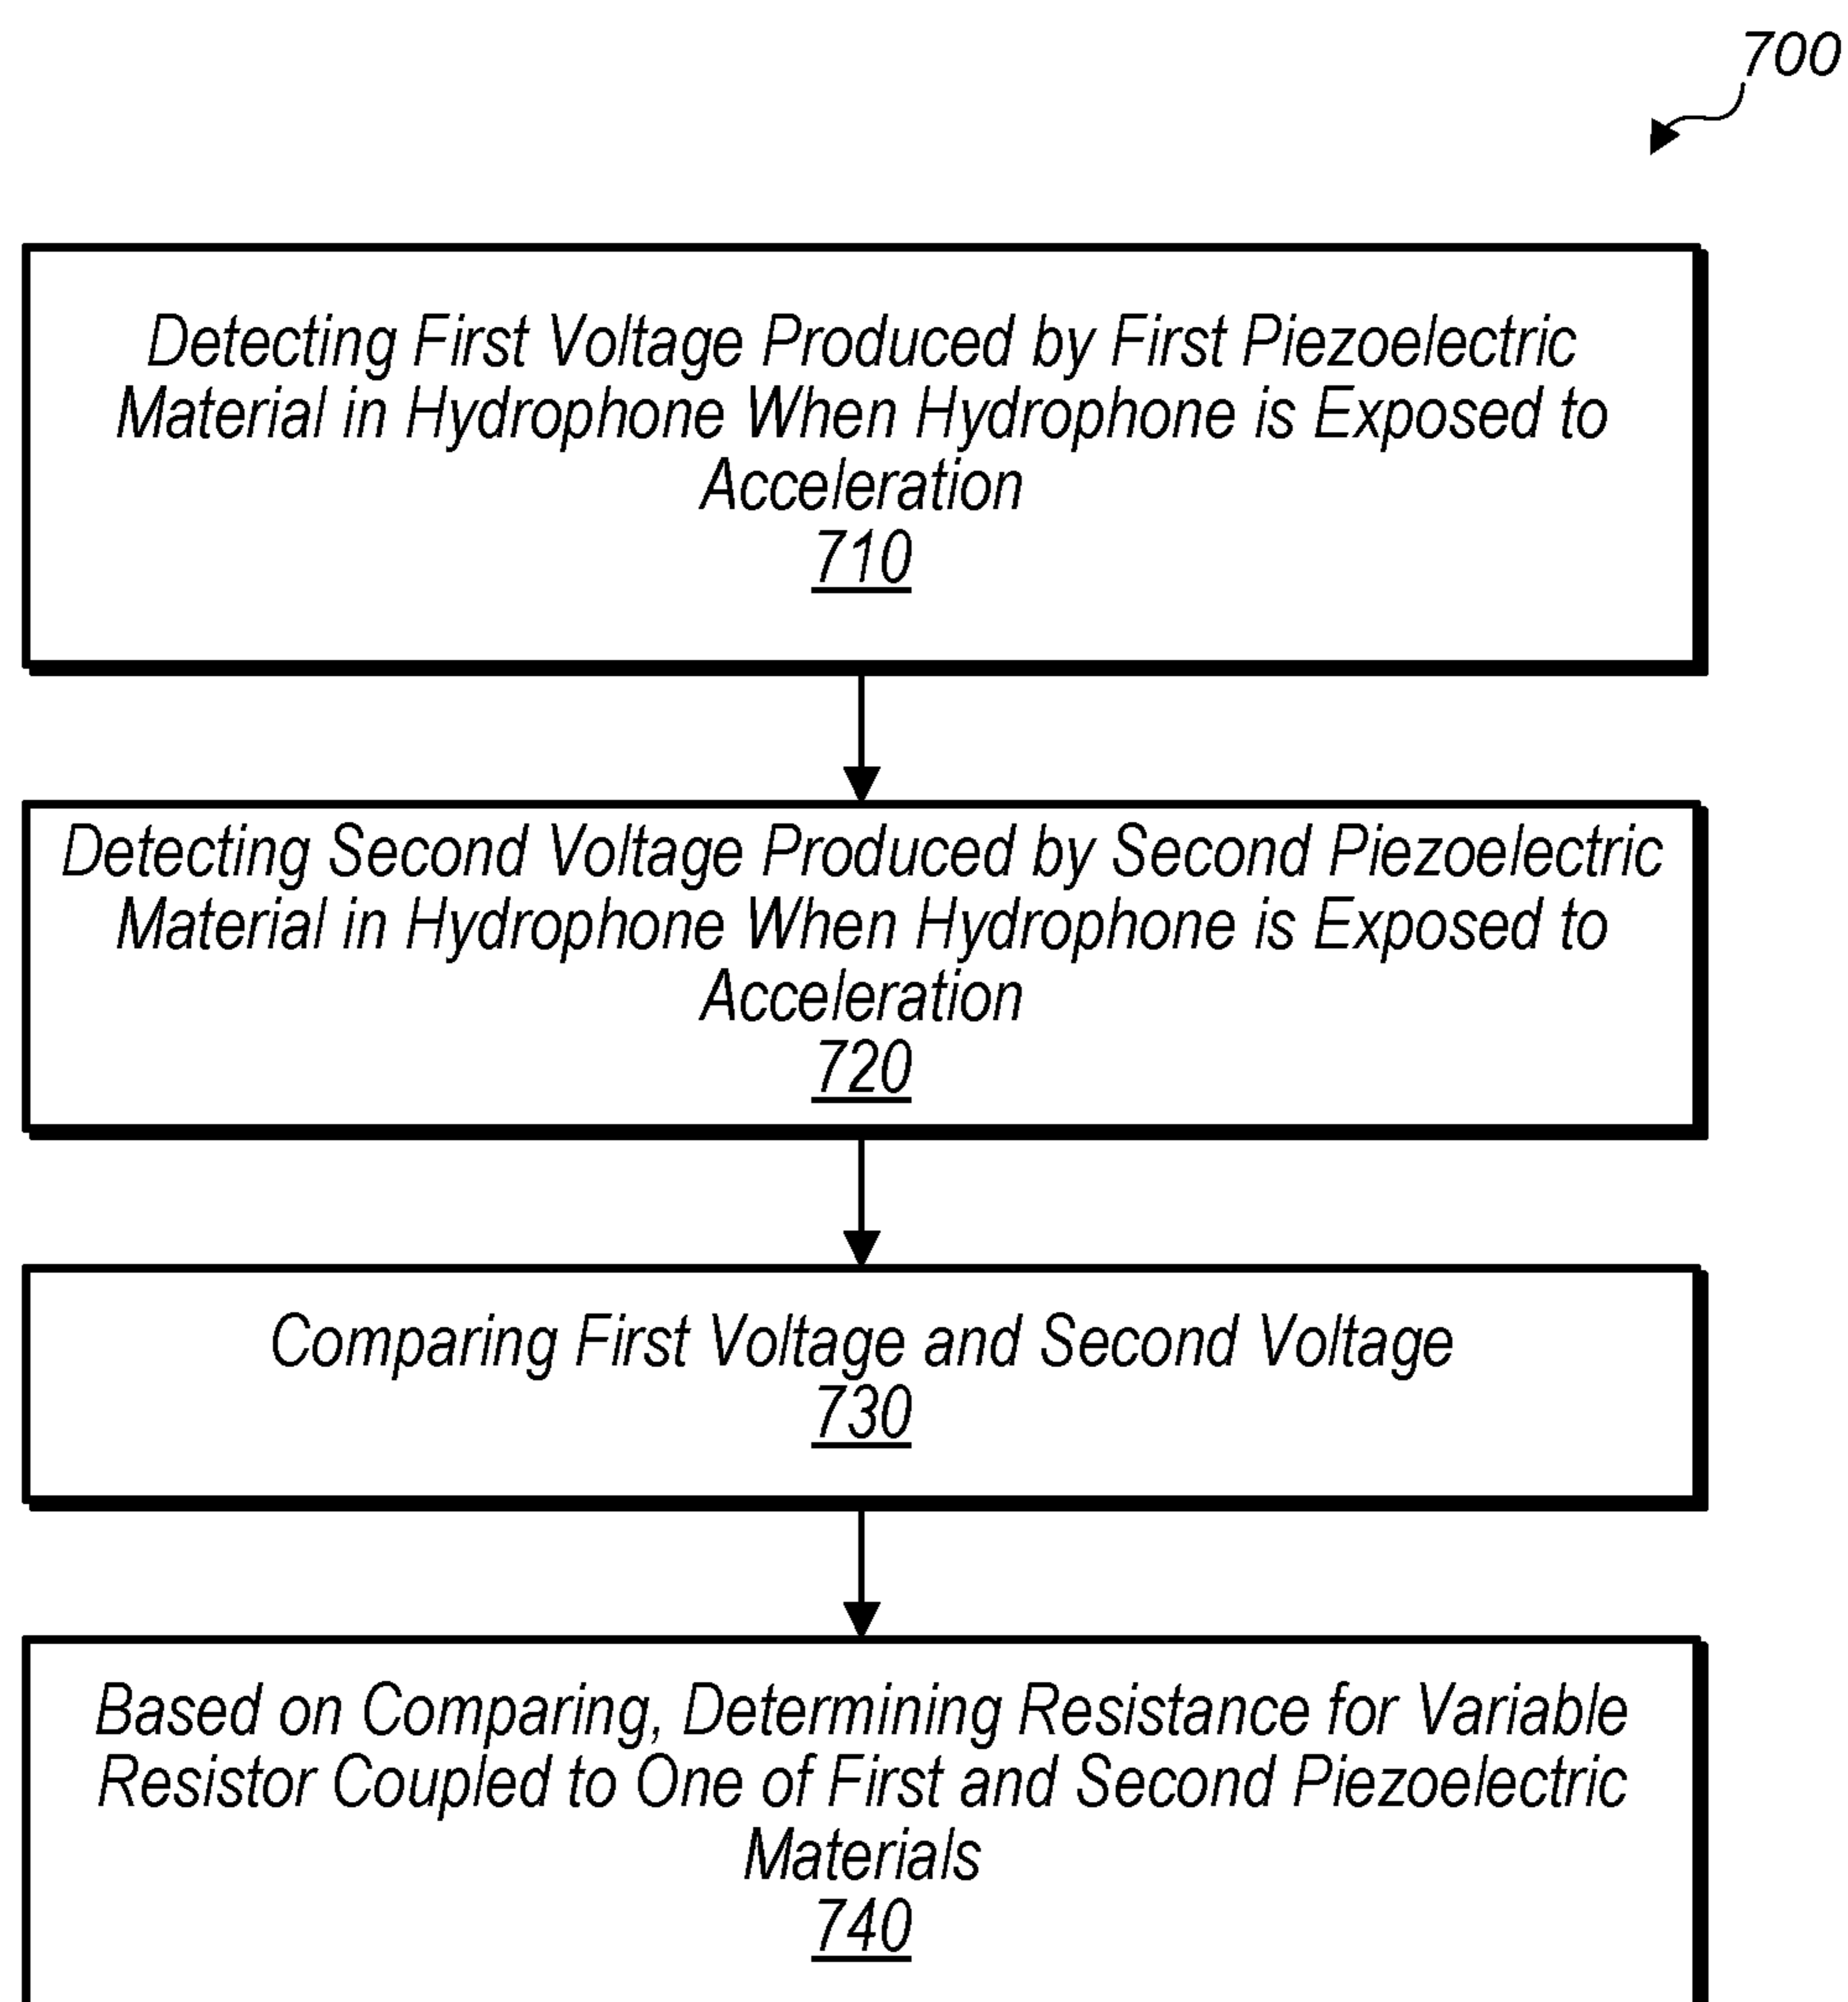 700
Detecting First Voltage Produced by First Piezoelectric
Material in Hydrophone When Hydrophone is Exposed to
Acceleration
710
Detecting Second Voltage Produced by Second Piezoelectric
Material in Hydrophone When Hydrophone is Exposed to
Acceleration
720
Comparing First Voltage and Second Voltage
730
Based on Comparing, Determining Resistance for Variable
Resistor Coupled to One of First and Second Piezoelectric
Materials
740